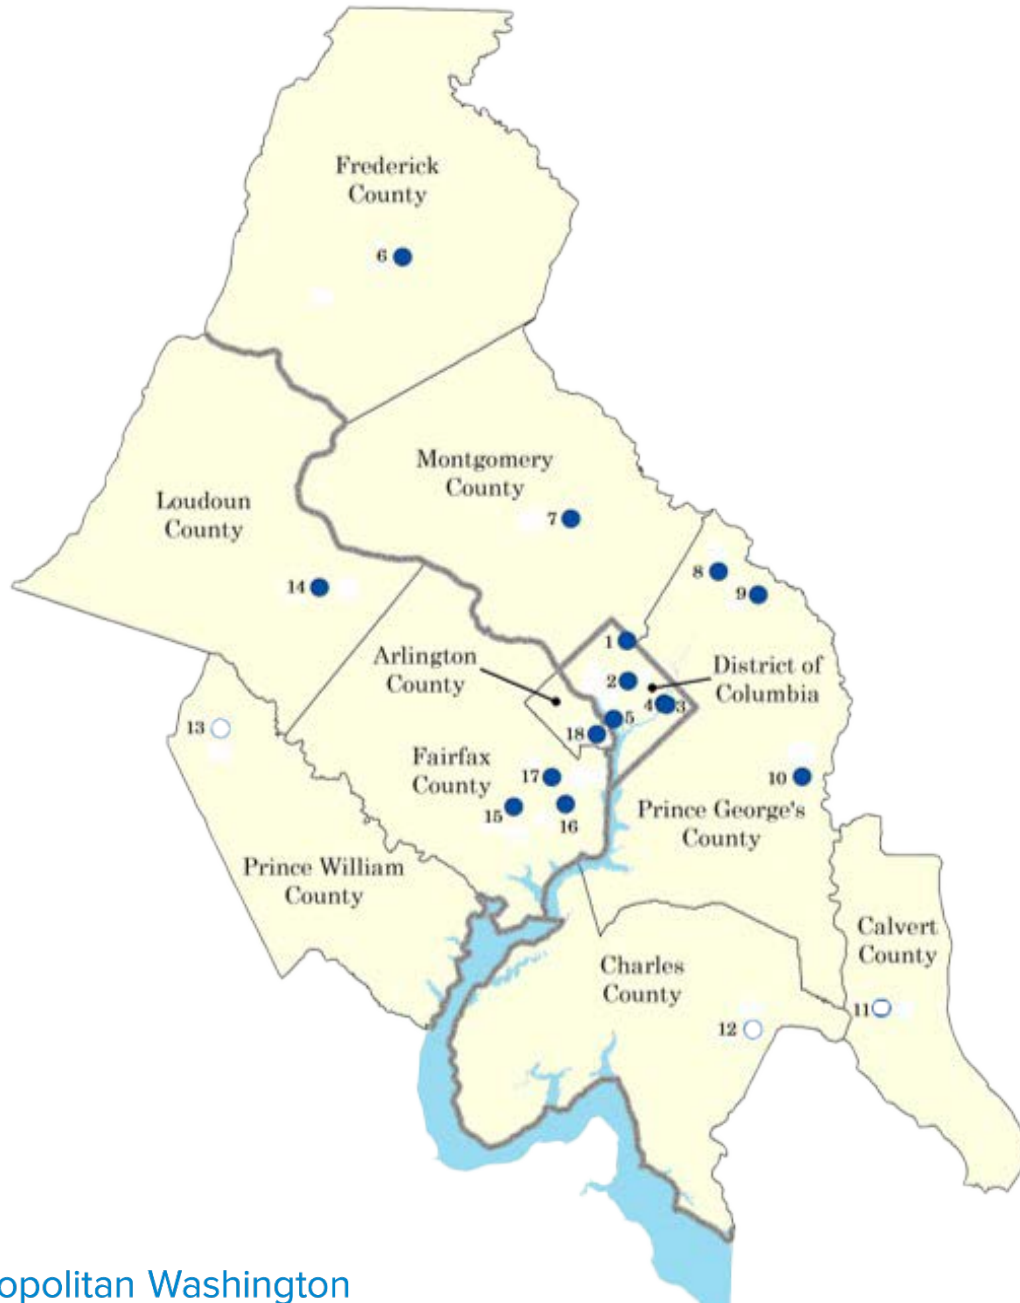 Frederick
County
6
Montgomery
County
7
Loudoun
County
14
8
9
1
Arlington
County
2
District of
Columbia
4
3
5
18
13
Fairfax
County
17
15
16
10
Prince George's
County
Prince William
County
Calvert
County
Charles
County
11
12
opolitan Washington